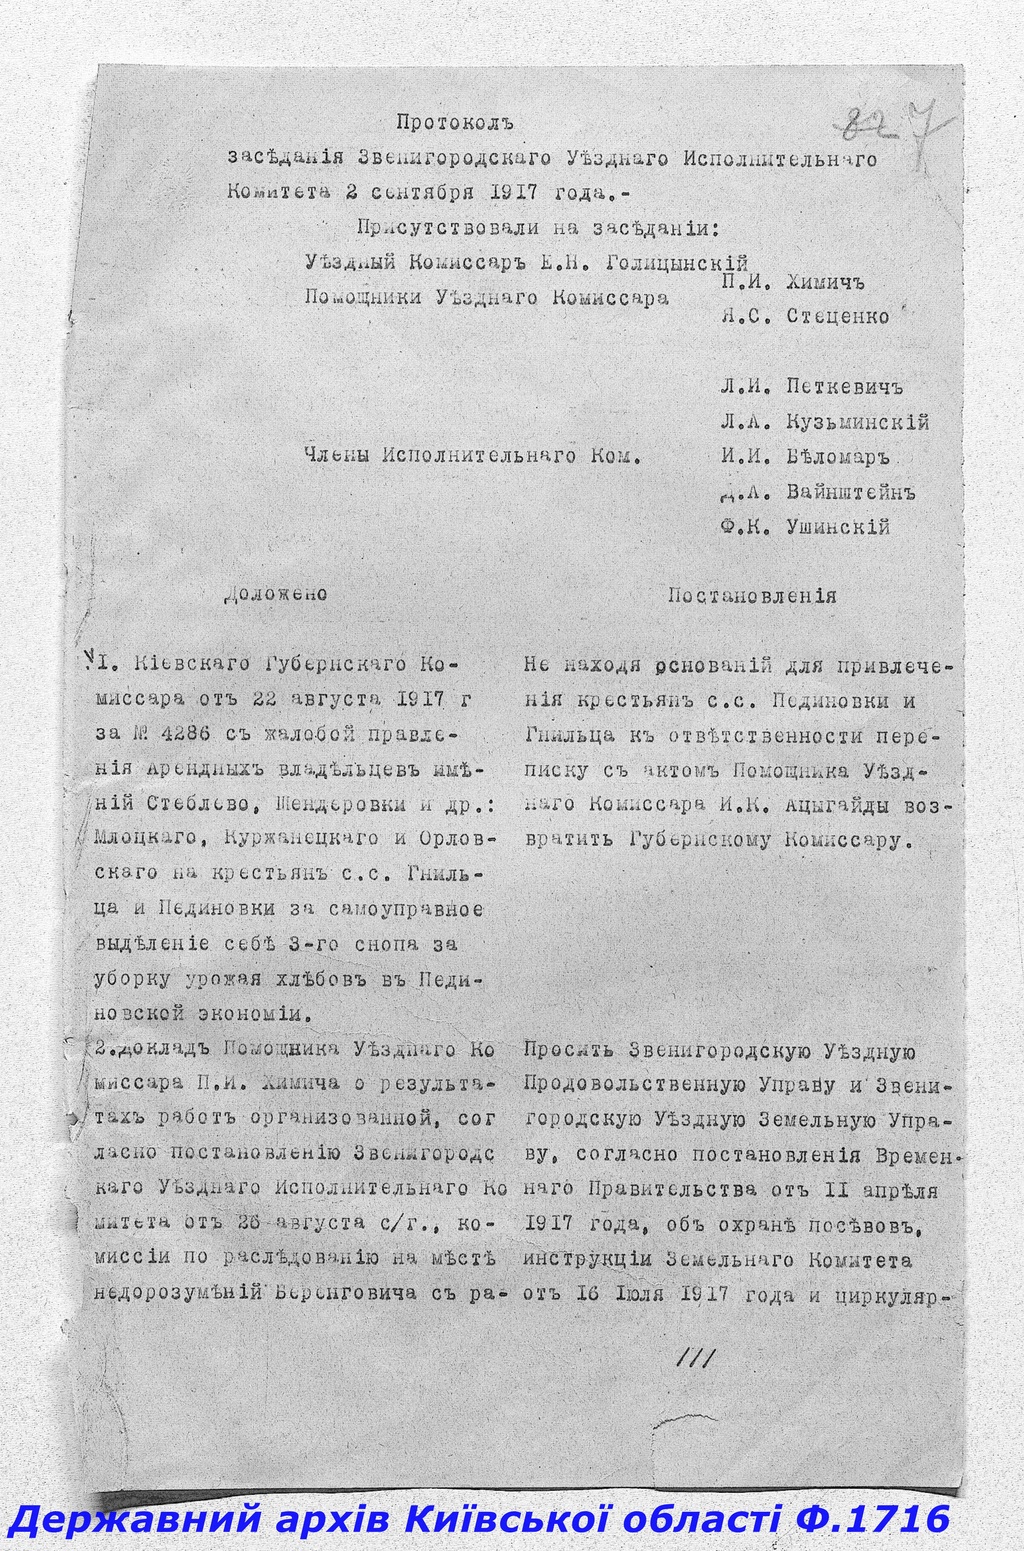 827
Протоколъ
засѣданія Звенигородскаго Уѣзднаго Исполнительнаго
Комитета 2 сентября 1917 года.-
Присутствовали на засѣданіи:
Уѣздный Комиссаръ Е.Н. Голицынскій
П.И. Химичъ
Помощники Уѣзднаго Комиссара
Я.С. Стеценко
Л.И. Петкевичъ
Л.А. Кузьминскій
Члены Исполнительнаго Ком. И.И. Бѣломаръ
Д.А. Вайнштейнъ
Ф.К. Ушинскій
Доложено
I. Кіевскаго Губернскаго Ко-
миссара отъ 22 августа 1917 г
за № 4286 съ жалобой правле-
нія Арендныхъ владѣльцевъ имѣ-
ній Стеблево, Шендеровки и др.:
Млоцкаго, Куржанецкаго и Орлов-
скаго на крестьянъ с.с. Гниль-
ца и Пединовки за самоуправное
выдѣленіе себѣ 3-го снопа за
уборку урожая хлѣбовъ въ Педи-
новской экономіи.
2.Докладъ Помощника Уѣзднаго Ко
миссара П.И. Химича о результа-
тахъ работъ организованной, сог
ласно постановленію Звенигородс
каго Уѣзднаго Исполнительнаго Ко
митета отъ 26 августа с/г., ко-
миссіи по раслѣдованію на мѣстѣ
недорозумѣній Беренговича съ ра-
Постановленія
Не находя основаній для привлече-
нія крестьянъ с.с. Пединовки и
Гнильца къ отвѣтственности пере-
писку съ актомъ Помощника Уѣзд-
наго Комиссара И.К. Ацыгайды воз-
вратить Губернскому Комиссару.
Просить Звенигородскую Уѣздную
Продовольственную Управу и Звени-
городскую Уѣздную Земельную Упра-
ву, согласно постановленія Времен-
наго Правительства отъ II апрѣля
1917 года, объ охранѣ посѣвовъ,
инструкціи Земельнаго Комитета
отъ 16 Іюля 1917 года и циркуляр-
///
Державний архів Київської області Ф.1716